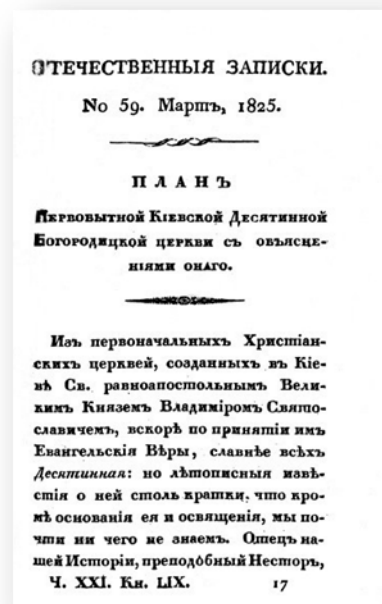 ОТЕЧЕСТВЕННЫЯ ЗАПИСКИ.
No 59. Мартъ, 1825.
ПЛАНЪ
Первовытной Кіевской Десятинной
Богородицкой церкви съ объясне-
ніями онаго.
Изъ первоначальныхъ Христіан-
скихъ церквей, созданныхъ въ Кіе-
вѣ Св. равноапостольнымъ Вели-
кимъ Княземъ Владиміромъ Свято-
славичемъ, вскорѣ по принятіи имъ
Евангельскія Вѣры, славнѣе всѣхъ
Десятинная: но лѣтописныя извѣ-
стія о ней столь кратки, что кро-
мѣ основанія ея и освященія, мы по-
чти ни чего не знаемъ. Отецъ на-
шей Исторіи, преподобный Несторъ,
Ч. XXI. Кн. LIX. 17